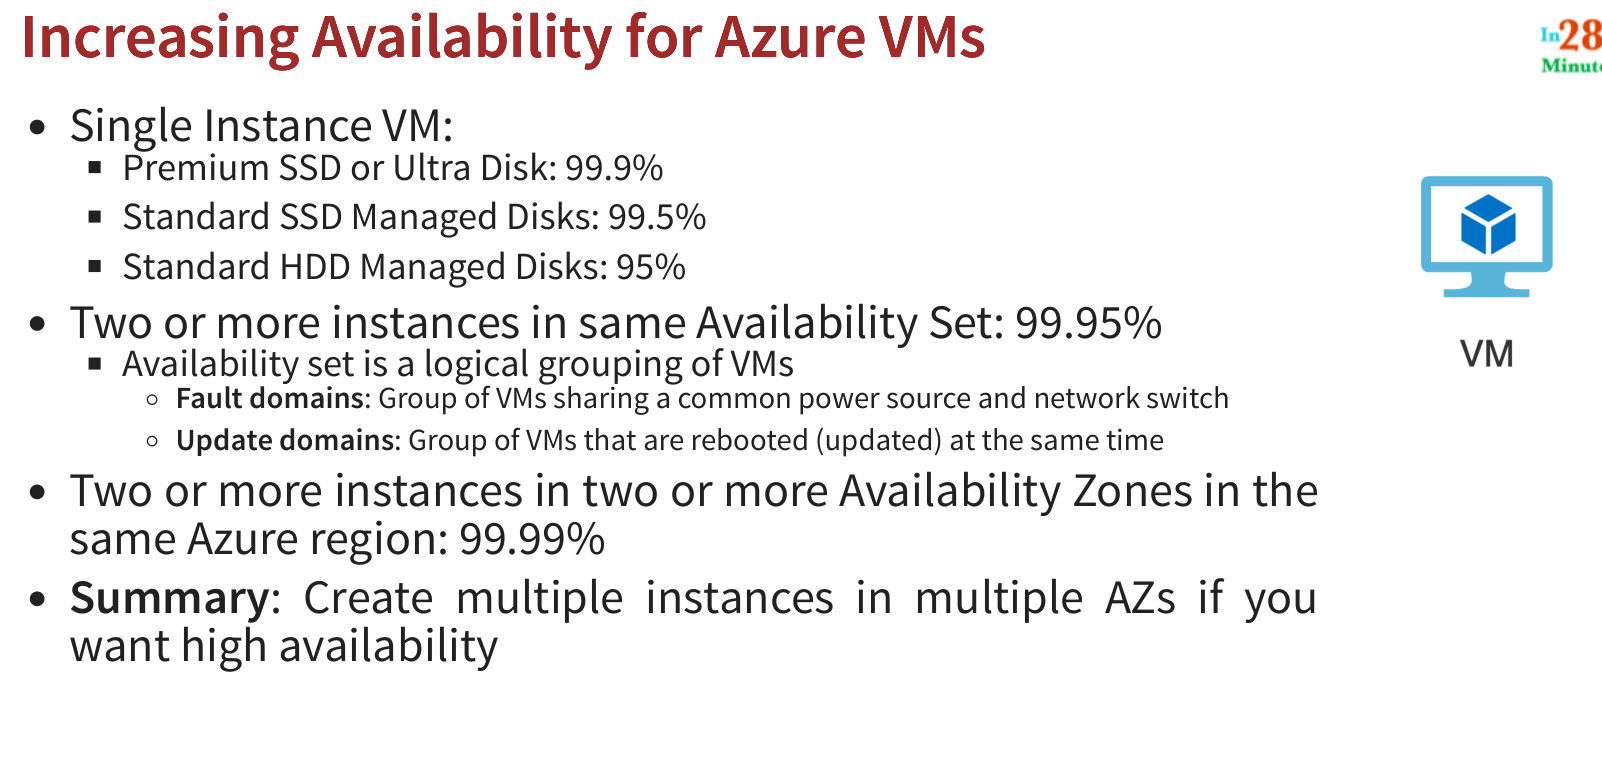 Increasing Availability for Azure VMs
In28
Minute
• Single Instance VM:
▪ Premium SSD or Ultra Disk: 99.9%
▪ Standard SSD Managed Disks: 99.5%
▪ Standard HDD Managed Disks: 95%
• Two or more instances in same Availability Set: 99.95%
▪ Availability set is a logical grouping of VMs
○ Fault domains: Group of VMs sharing a common power source and network switch
○ Update domains: Group of VMs that are rebooted (updated) at the same time
• Two or more instances in two or more Availability Zones in the
same Azure region: 99.99%
• Summary: Create multiple instances in multiple AZs if you
want high availability
VM